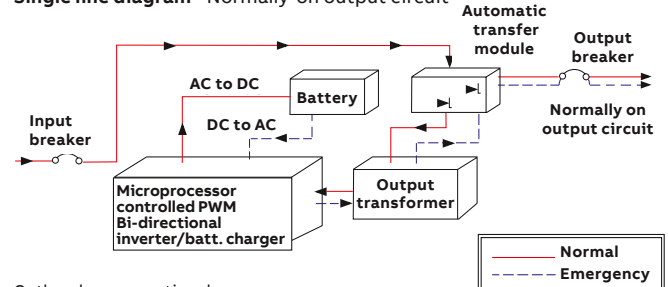 Single line diagram - Normally on output circuit
Automatic
transfer
module
Output
breaker
AC to DC
Battery
DC to AC
Input
breaker
Normally on
output circuit
Microprocessor
controlled PWM
Bi-directional
inverter/batt. charger
Output
transformer
Normal
Emergency